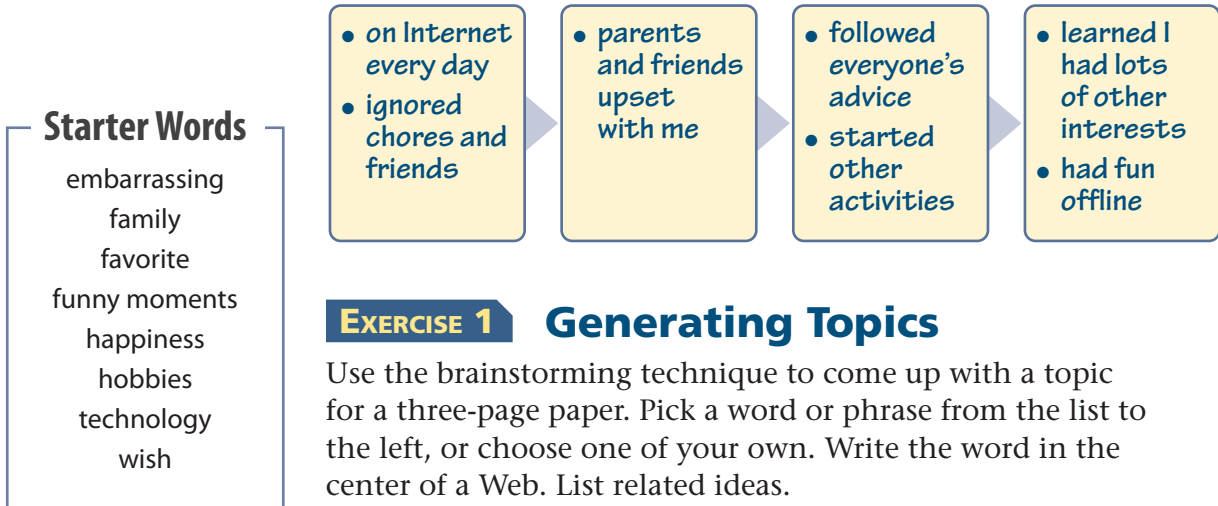 • on Internet
every day
• ignored
chores and
friends
• parents
and friends
upset
with me
• followed
everyone's
advice
• started
other
activities
• learned I
had lots
of other
interests
• had fun
offline
Starter Words
embarrassing
family
favorite
funny moments
happiness
hobbies
technology
wish
EXERCISE 1 Generating Topics
Use the brainstorming technique to come up with a topic
for a three-page paper. Pick a word or phrase from the list to
the left, or choose one of your own. Write the word in the
center of a Web. List related ideas.